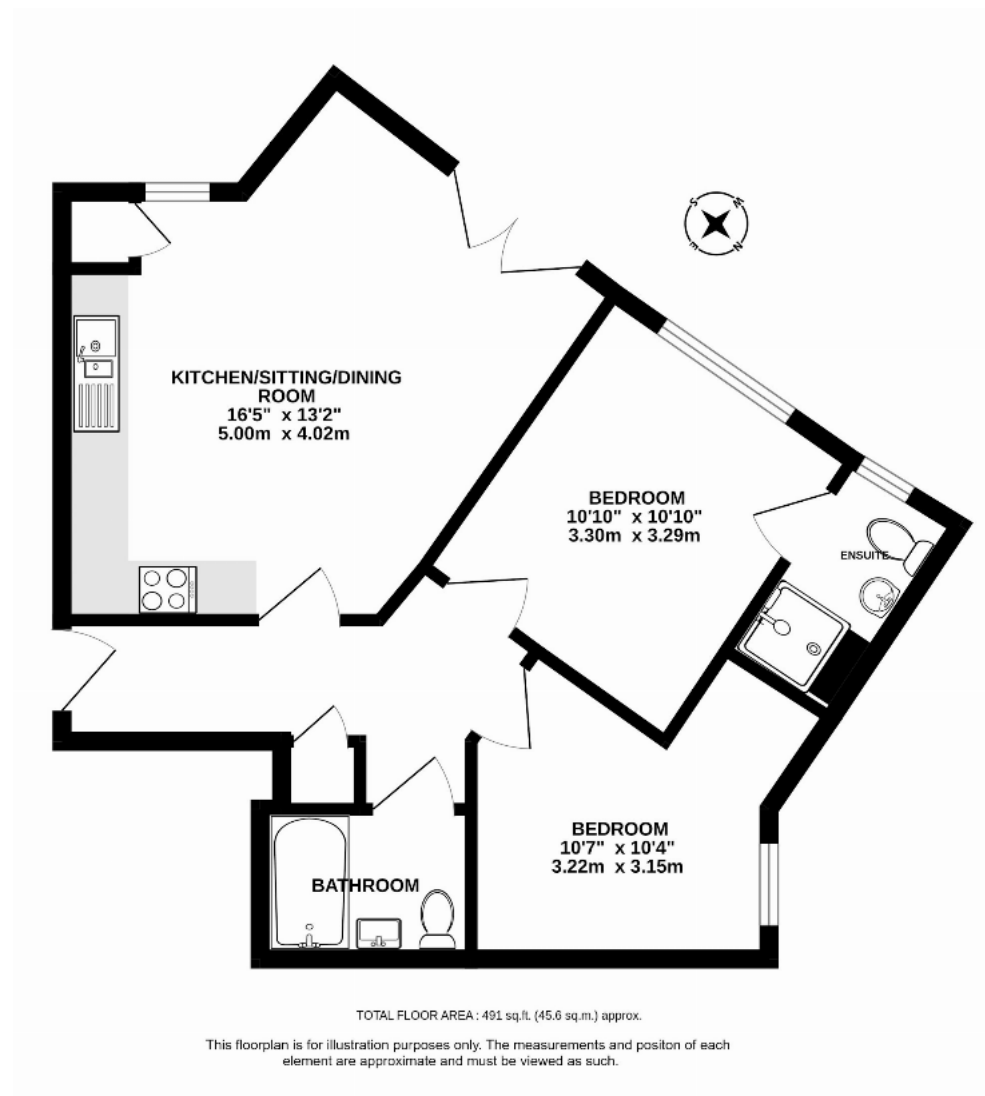 S
W
E
N
KITCHEN/SITTING/DINING
ROOM
16'5" x 13'2"
5.00m x 4.02m
BEDROOM
10'10" x 10'10"
3.30m x 3.29m
ENSUITE
BEDROOM
10'7" x 10'4"
3.22m x 3.15m
BATHROOM
TOTAL FLOOR AREA : 491 sq.ft. (45.6 sq.m.) approx.
This floorplan is for illustration purposes only. The measurements and positon of each
element are approximate and must be viewed as such.